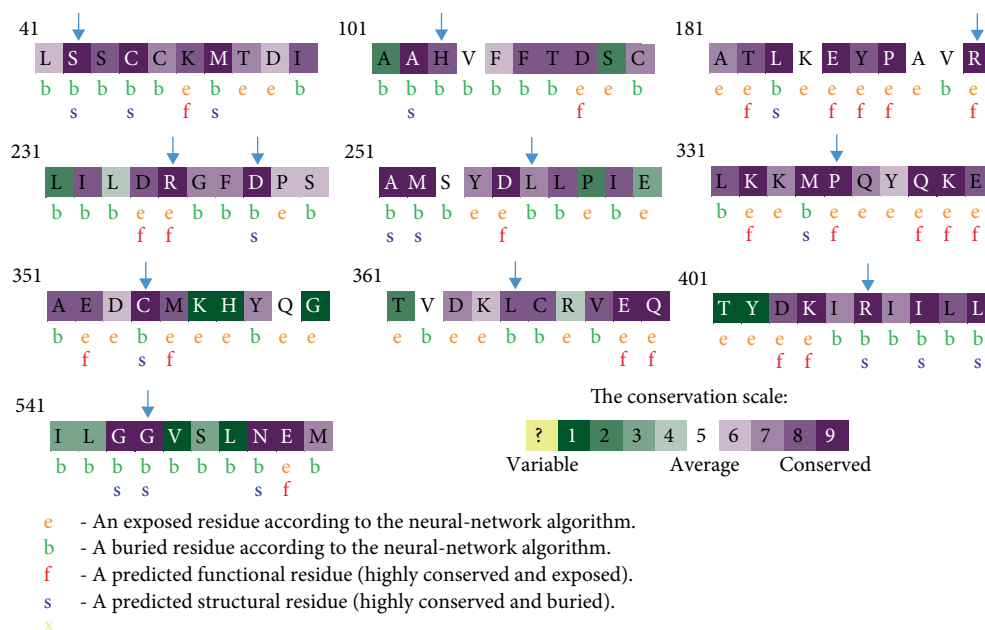 41 101 181
L S S C C K M T D I A A H V F F T D S C A T L K E Y P A V R
b b b b b e b e e b b b b b b b b e b b e e b e e e e e b e
s s f s s f f s f f f f
231 251 331
L I L D R G F D P S A M S Y D L L P I E L K K M P Q Y Q K E
b b b e e b b b e b b b b e e b b e b e b e e b e e e e e e
f f s s s f f s f f f f
351 361 401
A E D C M K H Y Q G T V D K L C R V E Q T Y D K I R I I L L
b e e b e e e b e e e b e e b b e b e e e e e e b b b b b b
f s f f f f f s s s
541 The conservation scale:
I L G G V S L N E M ? 1 2 3 4 5 6 7 8 9
b b b b b b b b e b Variable Average Conserved
s s s f
e - An exposed residue according to the neural-network algorithm.
b - A buried residue according to the neural-network algorithm.
f - A predicted functional residue (highly conserved and exposed).
s - A predicted structural residue (highly conserved and buried).
x